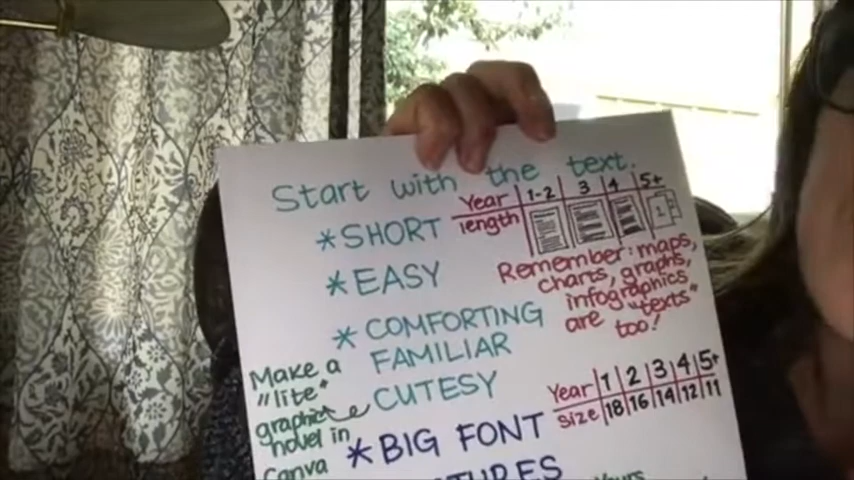 Start with the text.
* SHORT
Year 1-2 3 4 5+
length
1
* EASY
Remember: maps,
charts, graphs,
infographics,
are "texts"
too!
* COMFORTING
FAMILIAR
CUTESY
Make a
"lite"
graphic
novel in
Canva
Year 1 2 3 4 5+
size 18 16 14 12 11
* BIG FONT